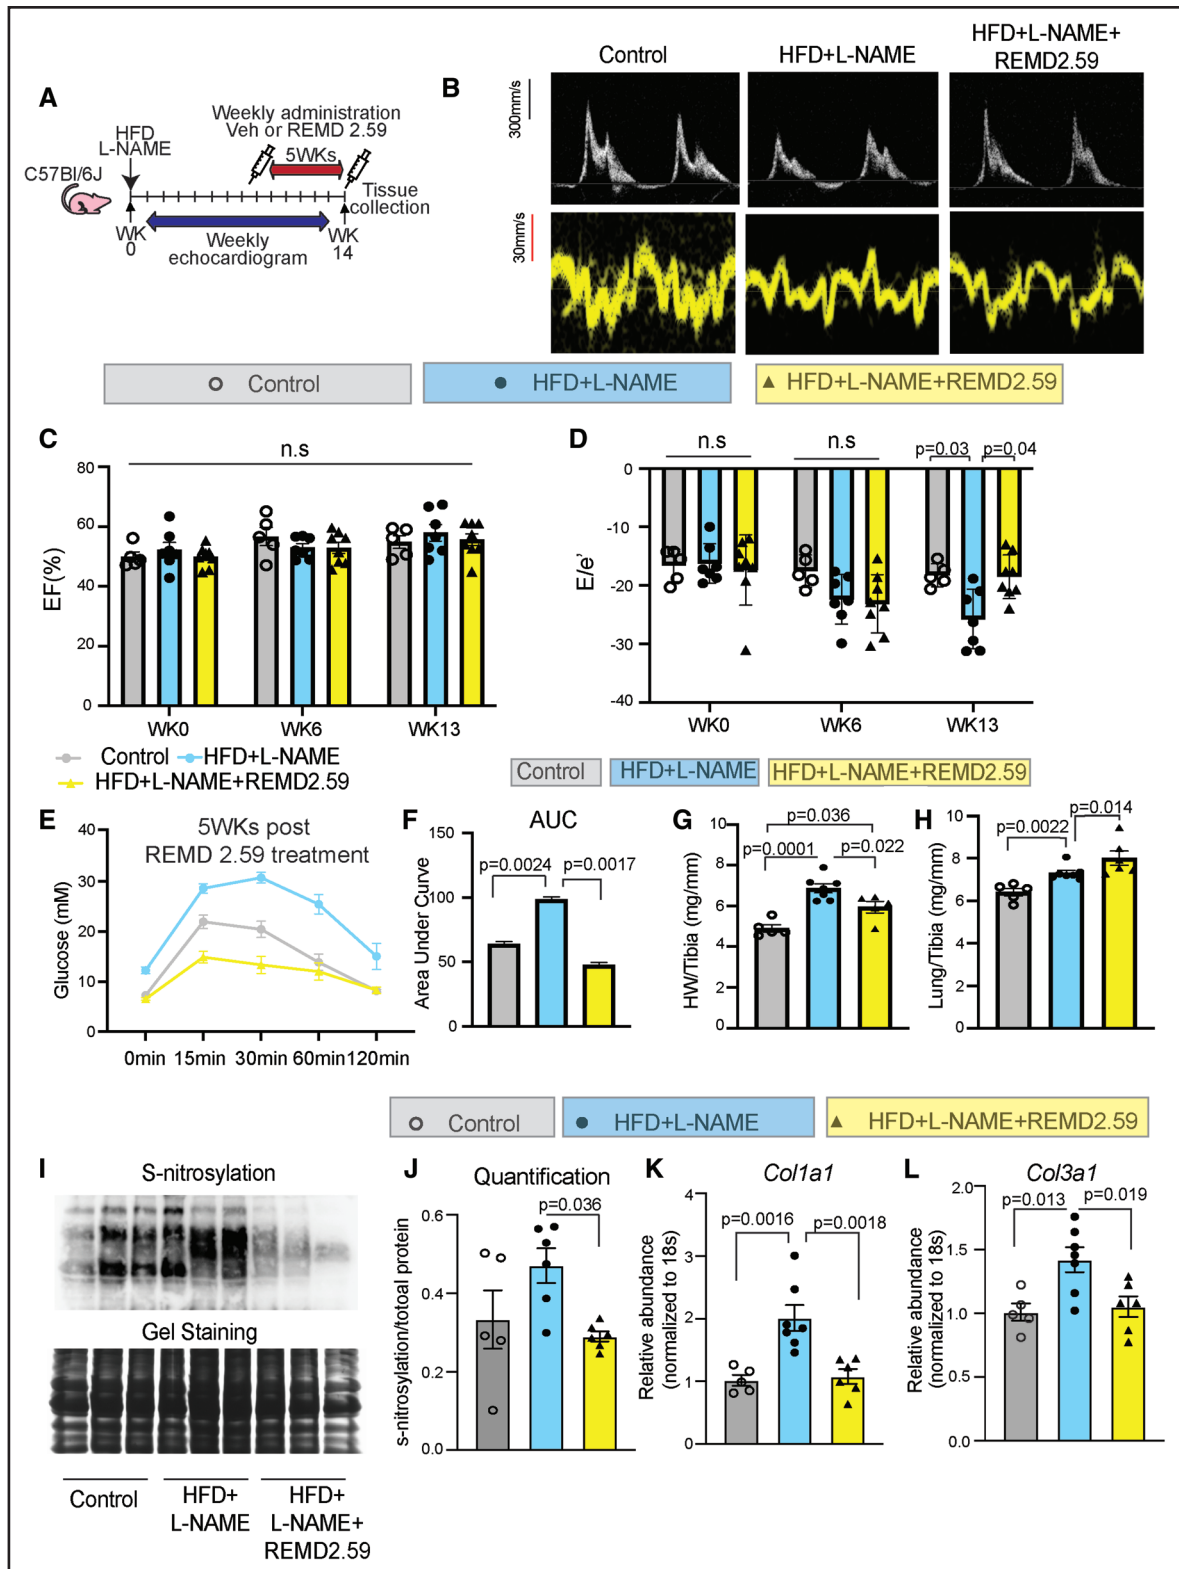 A
HFD
L-NAME
C57Bl/6J
Weekly administration
Veh or REMD 2.59
5WKs
Tissue
collection
WK
0
Weekly
echocardiogram
WK
14
B
Control
HFD+L-NAME
HFD+L-NAME+
REMD2.59
300mm/s
30mm/s
Control
HFD+L-NAME
HFD+L-NAME+REMD2.59
C
n.s
EF(%)
80
60
40
20
0
WK0
WK6
WK13
D
n.s
n.s
p=0.03
p=0.04
E/e'
0
-10
-20
-30
-40
WK0
WK6
WK13
Control
HFD+L-NAME
HFD+L-NAME+REMD2.59
Control
HFD+L-NAME
HFD+L-NAME+REMD2.59
E
5WKs post
REMD 2.59 treatment
Glucose (mM)
40
30
20
10
0
0min
15min
30min
60min
120min
F
AUC
Area Under Curve
150
100
50
0
p=0.0024
p=0.0017
G
HW/Tibia (mg/mm)
10
8
6
4
2
0
p=0.036
p=0.0001
p=0.022
H
Lung/Tibia (mg/mm)
10
8
6
4
2
0
p=0.0022
p=0.014
Control
HFD+L-NAME
HFD+L-NAME+REMD2.59
I
S-nitrosylation
Gel Staining
Control
HFD+
L-NAME
HFD+
L-NAME+
REMD2.59
J
Quantification
s-nitrosylation/totoal protein
0.6
0.4
0.2
0.0
p=0.036
K
Col1a1
Relative abundance
(normalized to 18s)
4
3
2
1
0
p=0.0016
p=0.0018
L
Col3a1
Relative abundance
(normalized to 18s)
2.0
1.5
1.0
0.5
0.0
p=0.013
p=0.019